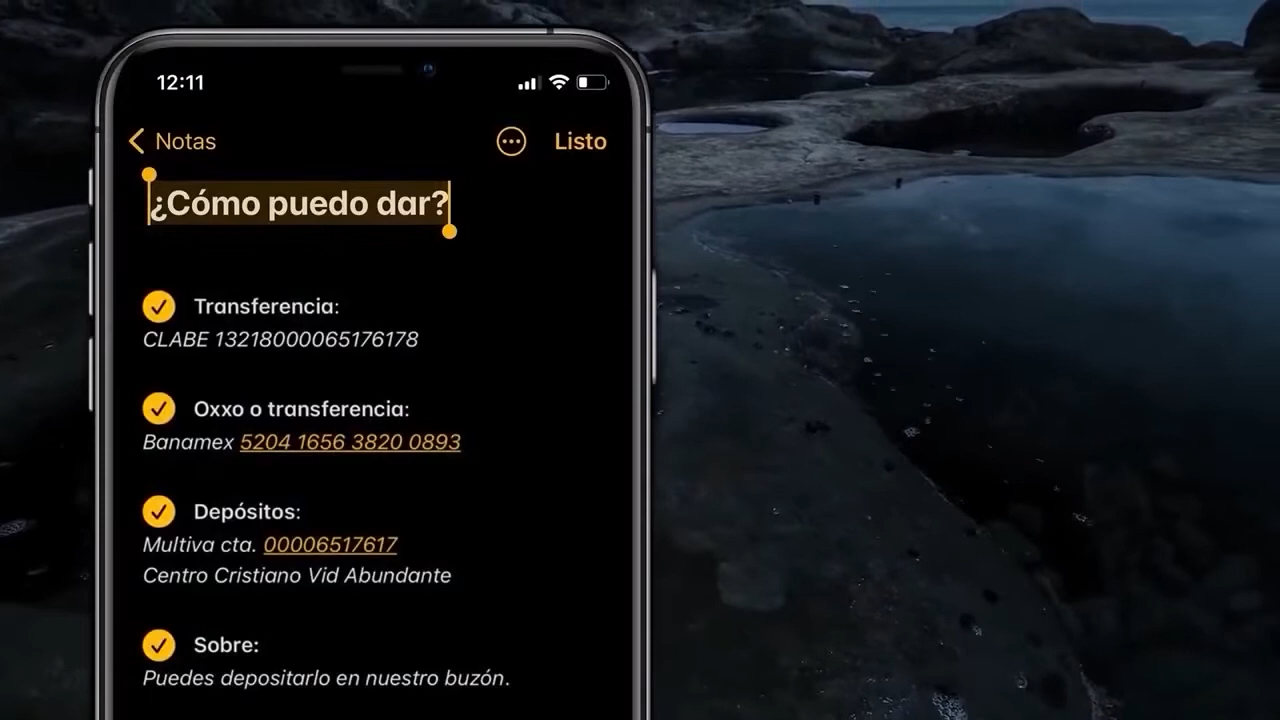 12:11
Notas
Listo
¿Cómo puedo dar?
Transferencia:
CLABE 13218000065176178
Oxxo o transferencia:
Banamex 5204 1656 3820 0893
Depósitos:
Multiva cta. 00006517617
Centro Cristiano Vid Abundante
Sobre:
Puedes depositarlo en nuestro buzón.